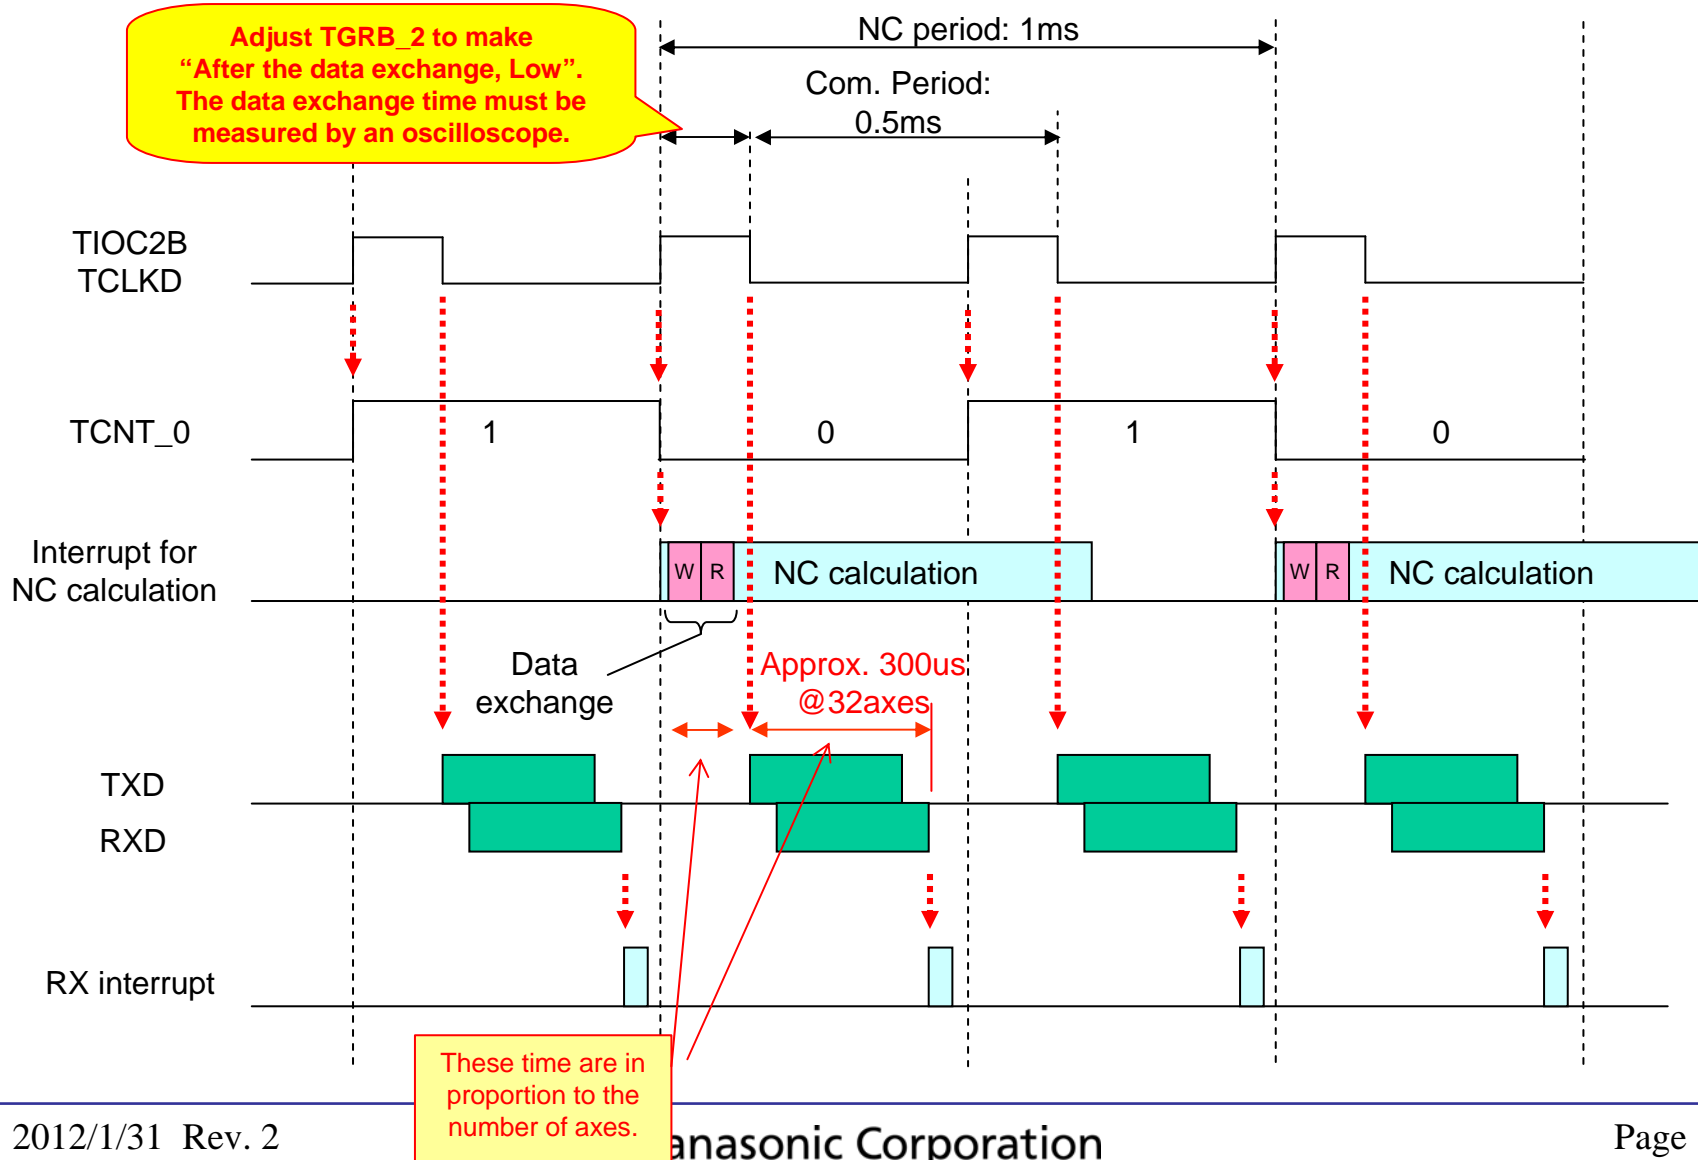 Adjust TGRB_2 to make
“After the data exchange, Low”.
The data exchange time must be
measured by an oscilloscope.
NC period: 1ms
Com. Period:
0.5ms
TIOC2B
TCLKD
TCNT_0
1
0
1
0
Interrupt for
NC calculation
W R NC calculation
W R NC calculation
Data
exchange
Approx. 300us
@32axes
TXD
RXD
RX interrupt
These time are in
proportion to the
number of axes.
2012/1/31 Rev. 2
anasonic Corporation
Page